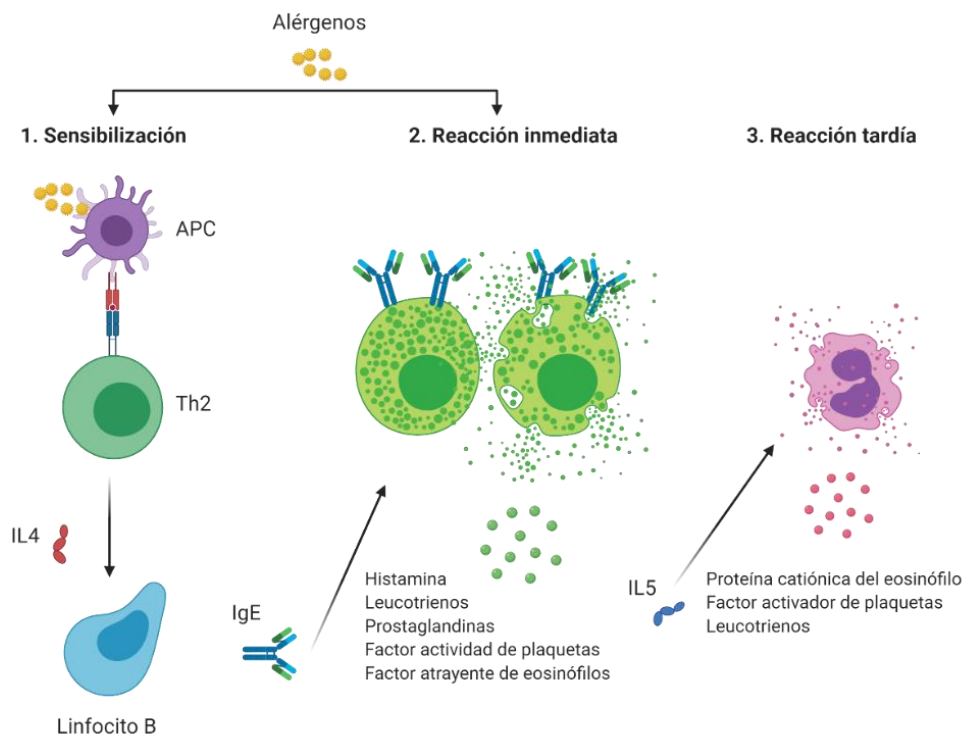 Alérgenos
1. Sensibilización
2. Reacción inmediata
3. Reacción tardía
APC
Th2
IL4
Linfocito B
IgE
Histamina
Leucotrienos
Prostaglandinas
Factor actividad de plaquetas
Factor atrayente de eosinófilos
IL5
Proteína catiónica del eosinófilo
Factor activador de plaquetas
Leucotrienos